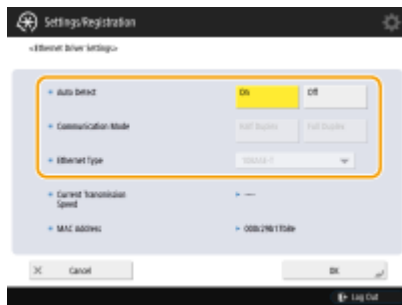 Settings/Registration
<Ethernet Driver Settings>
Auto Detect
On
Off
Communication Mode
Half Duplex
Full Duplex
Ethernet Type
Current Transmission
Speed
----
MAC Address
Cancel
OK
Log Out